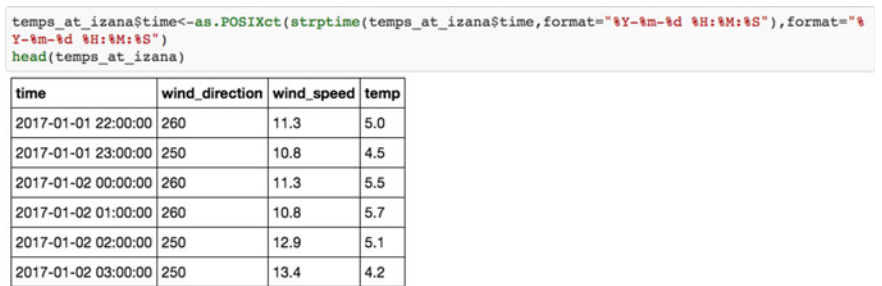 temps_at_izana$time<-as.POSIXct(strptime(temps_at_izana$time,format="%Y-%m-%d %H:%M:%S"),format="%
Y-%m-%d %H:%M:%S")
head(temps_at_izana)
time wind_direction wind_speed temp
2017-01-01 22:00:00 260 11.3 5.0
2017-01-01 23:00:00 250 10.8 4.5
2017-01-02 00:00:00 260 11.3 5.5
2017-01-02 01:00:00 260 10.8 5.7
2017-01-02 02:00:00 250 12.9 5.1
2017-01-02 03:00:00 250 13.4 4.2